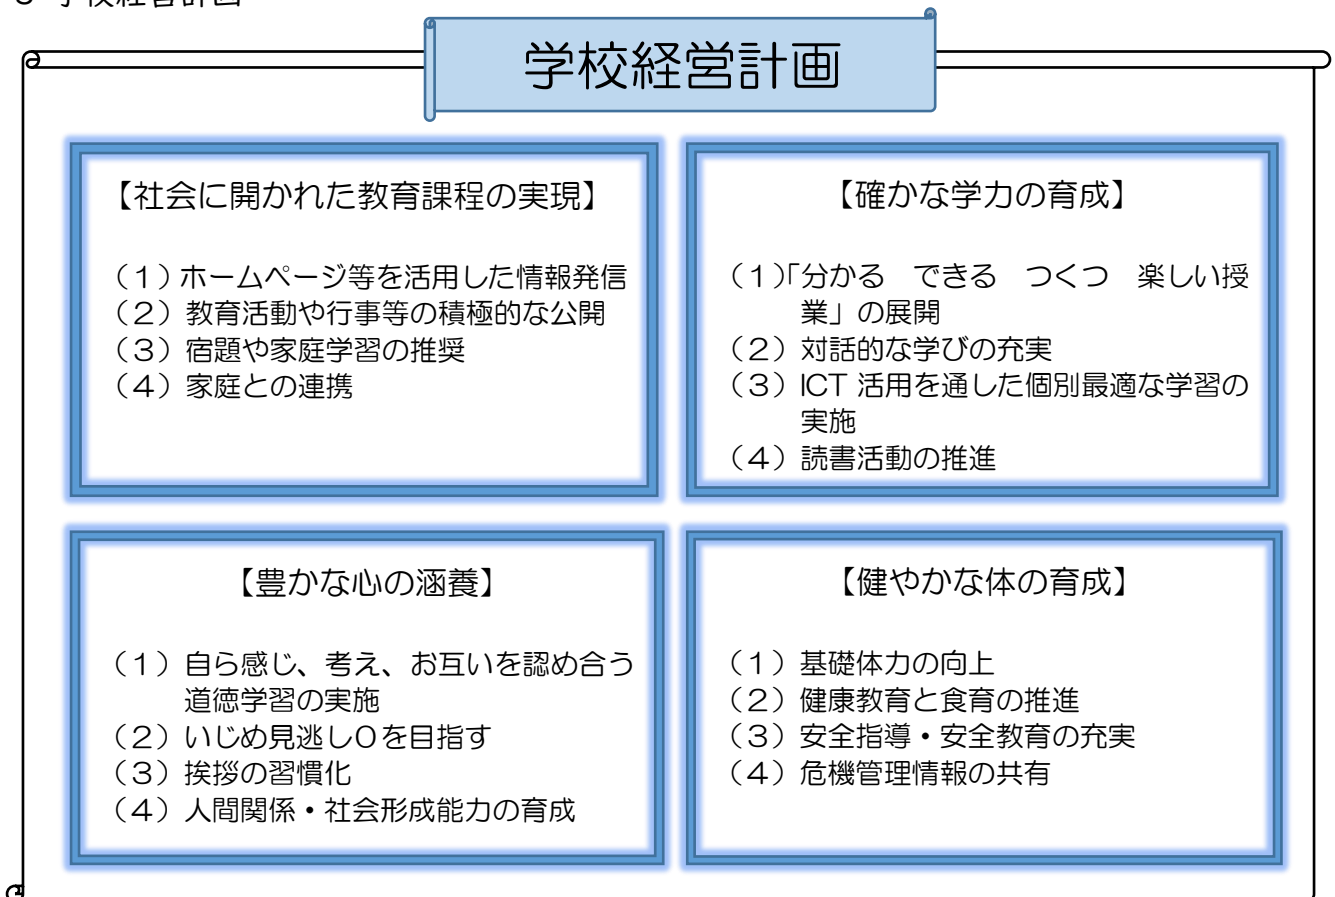 学校経営計画
【社会に開かれた教育課程の実現】
（１）ホームページ等を活用した情報発信
（２）教育活動や行事等の積極的な公開
（３）宿題や家庭学習の推奨
（４）家庭との連携
【確かな学力の育成】
（１）「分かる　できる　つくつ　楽しい授
業」の展開
（２）対話的な学びの充実
（３）ICT 活用を通した個別最適な学習の
実施
（４）読書活動の推進
【豊かな心の涵養】
（１）自ら感じ、考え、お互いを認め合う
道徳学習の実施
（２）いじめ見逃し０を目指す
（３）挨拶の習慣化
（４）人間関係・社会形成能力の育成
【健やかな体の育成】
（１）基礎体力の向上
（２）健康教育と食育の推進
（３）安全指導・安全教育の充実
（４）危機管理情報の共有